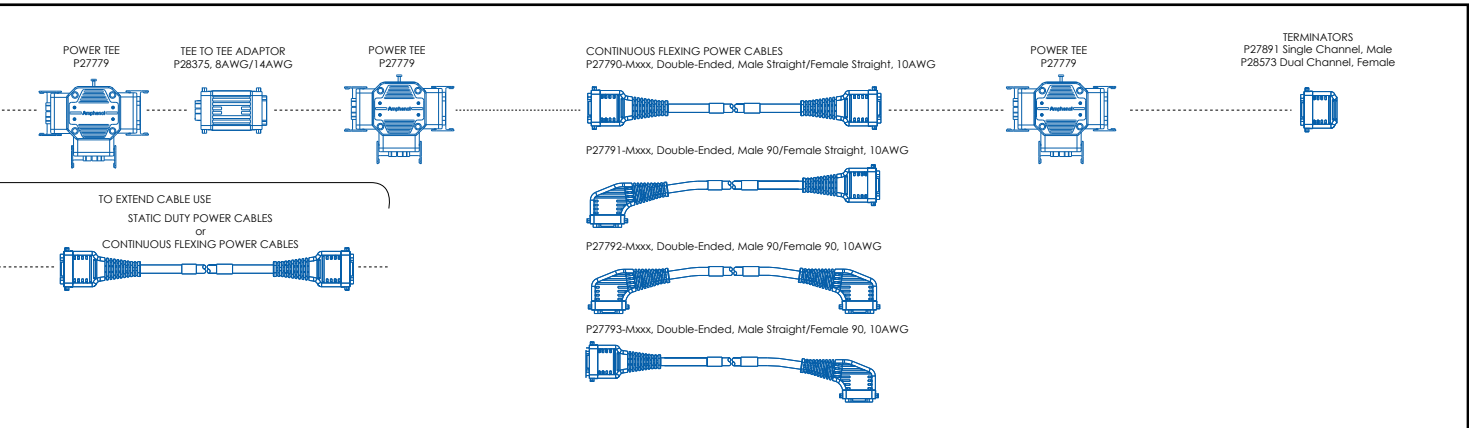 POWER TEE
P27779
TEE TO TEE ADAPTOR
P28375, 8AWG/14AWG
POWER TEE
P27779
CONTINUOUS FLEXING POWER CABLES
P27790-Mxxx, Double-Ended, Male Straight/Female Straight, 10AWG
POWER TEE
P27779
TERMINATORS
P27891 Single Channel, Male
P28573 Dual Channel, Female
Amphenol
Amphenol
Amphenol
P27791-Mxxx, Double-Ended, Male 90/Female Straight, 10AWG
TO EXTEND CABLE USE
STATIC DUTY POWER CABLES
or
CONTINUOUS FLEXING POWER CABLES
P27792-Mxxx, Double-Ended, Male 90/Female 90, 10AWG
P27793-Mxxx, Double-Ended, Male Straight/Female 90, 10AWG